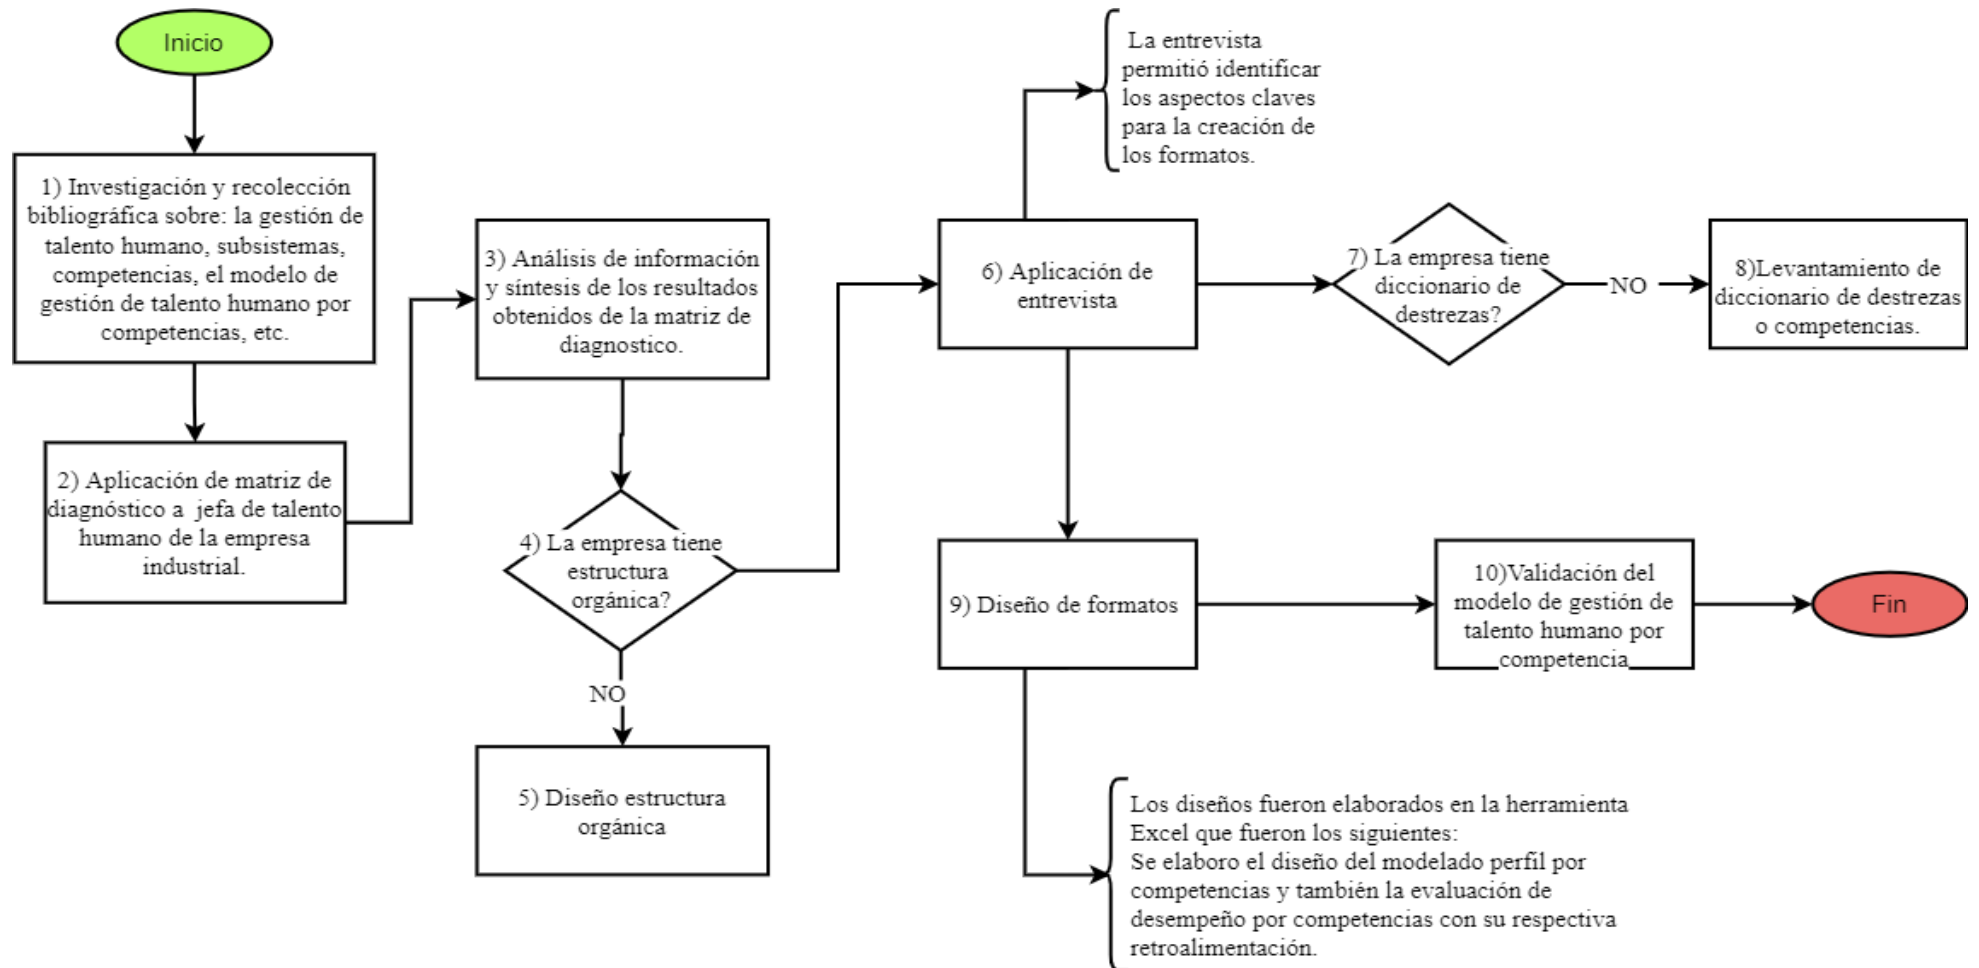 Inicio
1) Investigación y recolección
bibliográfica sobre: la gestión de
talento humano, subsistemas,
competencias, el modelo de
gestión de talento humano por
competencias, etc.
2) Aplicación de matriz de
diagnóstico a jefa de talento
humano de la empresa
industrial.
3) Análisis de información
y síntesis de los resultados
obtenidos de la matriz de
diagnostico.
4) La empresa tiene
estructura
orgánica?
NO
5) Diseño estructura
orgánica
La entrevista
permitió identificar
los aspectos claves
para la creación de
los formatos.
6) Aplicación de
entrevista
7) La empresa tiene
diccionario de
destrezas?
NO
8)Levantamiento de
diccionario de destrezas
o competencias.
9) Diseño de formatos
10)Validación del
modelo de gestión de
talento humano por
competencia
Fin
Los diseños fueron elaborados en la herramienta
Excel que fueron los siguientes:
Se elaboro el diseño del modelado perfil por
competencias y también la evaluación de
desempeño por competencias con su respectiva
retroalimentación.